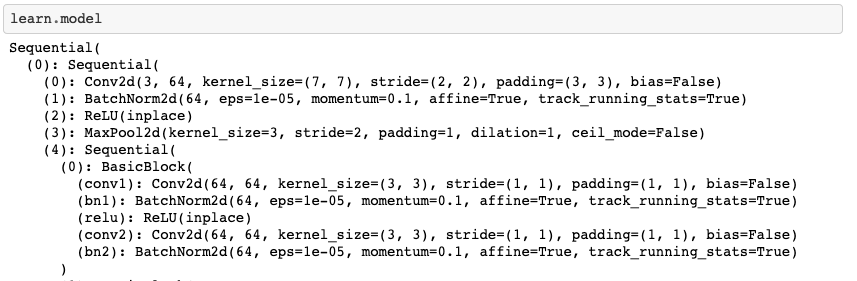 learn.model
Sequential(
  (0): Sequential(
    (0): Conv2d(3, 64, kernel_size=(7, 7), stride=(2, 2), padding=(3, 3), bias=False)
    (1): BatchNorm2d(64, eps=1e-05, momentum=0.1, affine=True, track_running_stats=True)
    (2): ReLU(inplace)
    (3): MaxPool2d(kernel_size=3, stride=2, padding=1, dilation=1, ceil_mode=False)
    (4): Sequential(
      (0): BasicBlock(
        (conv1): Conv2d(64, 64, kernel_size=(3, 3), stride=(1, 1), padding=(1, 1), bias=False)
        (bn1): BatchNorm2d(64, eps=1e-05, momentum=0.1, affine=True, track_running_stats=True)
        (relu): ReLU(inplace)
        (conv2): Conv2d(64, 64, kernel_size=(3, 3), stride=(1, 1), padding=(1, 1), bias=False)
        (bn2): BatchNorm2d(64, eps=1e-05, momentum=0.1, affine=True, track_running_stats=True)
      )